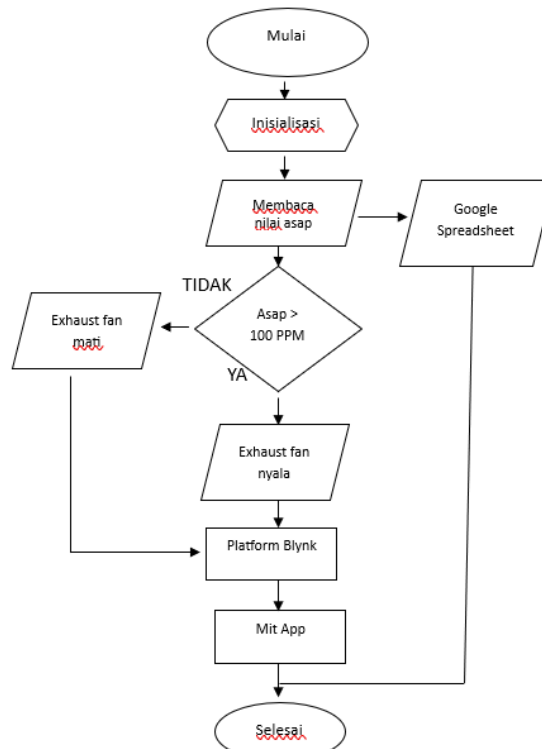 Mulai
Inisialisasi
Membaca
nilai asap
Google
Spreadsheet
TIDAK
Asap >
100 PPM
Exhaust fan
mati
YA
Exhaust fan
nyala
Platform Blynk
Mit App
Selesai